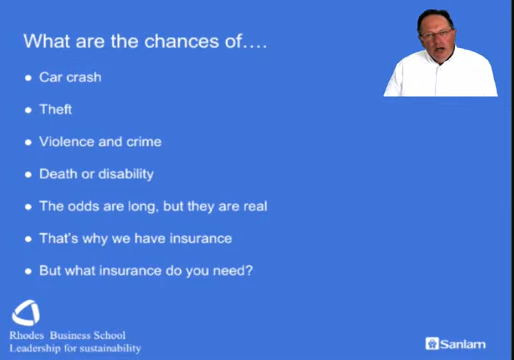 What are the chances of....
Car crash
Theft
Violence and crime
Death or disability
The odds are long, but they are real
That's why we have insurance
But what insurance do you need?
Rhodes Business School
Leadership for sustainability
Sanlam